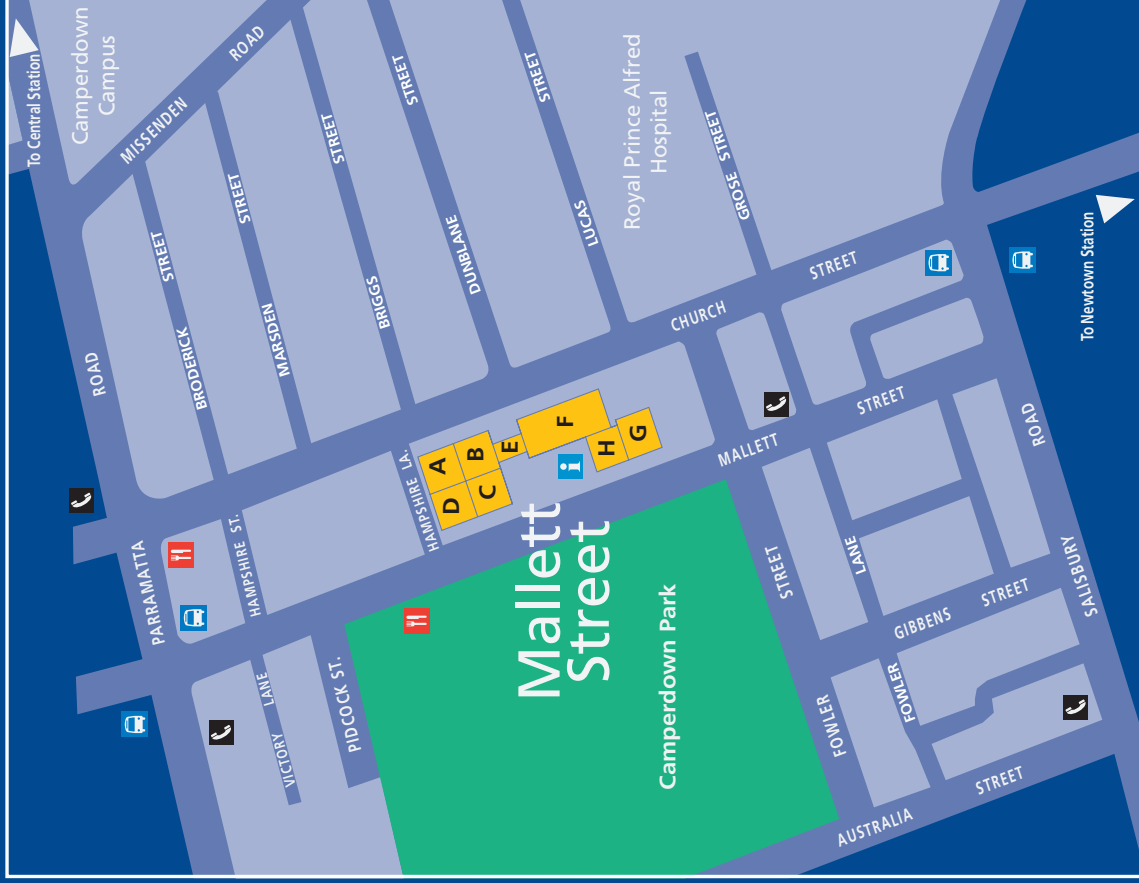 To Central Station
Camperdown
Campus
MISSENDEN ROAD
PARRAMATTA ROAD
BRODERICK STREET
MARSDEN STREET
BRIGGS STREET
DUNBLANE STREET
LUCAS STREET
Royal Prince Alfred
Hospital
GROSE STREET
CHURCH STREET
To Newtown Station
HAMPSHIRE ST.
HAMPSHIRE LA.
A
B
C
D
E
F
G
H
i
Mallett
Street
MALLETT STREET
VICTORY LANE
PIDCOCK ST.
Camperdown Park
FOWLER STREET
FOWLER LANE
GIBBENS STREET
AUSTRALIA STREET
SALISBURY ROAD